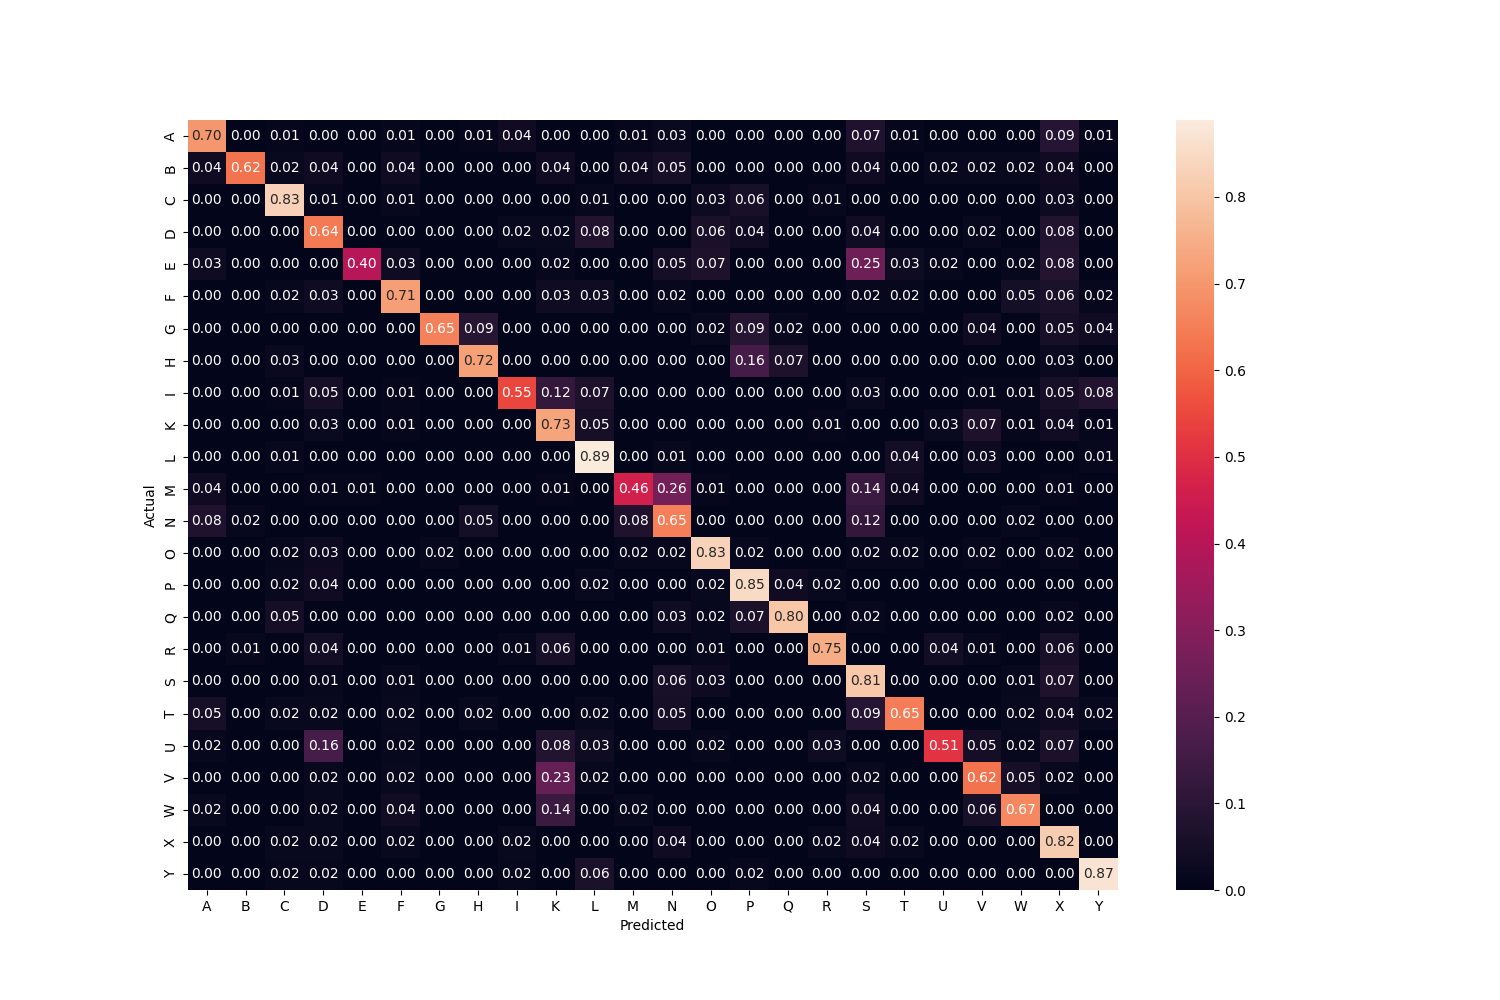 A 0.70 0.00 0.01 0.00 0.00 0.01 0.00 0.01 0.04 0.00 0.00 0.01 0.03 0.00 0.00 0.00 0.00 0.07 0.01 0.00 0.00 0.00 0.09 0.01
B 0.04 0.62 0.02 0.04 0.00 0.04 0.00 0.00 0.00 0.04 0.00 0.04 0.05 0.00 0.00 0.00 0.00 0.04 0.00 0.02 0.02 0.02 0.04 0.00
C 0.00 0.00 0.83 0.01 0.00 0.01 0.00 0.00 0.00 0.00 0.01 0.00 0.00 0.03 0.06 0.00 0.01 0.00 0.00 0.00 0.00 0.00 0.03 0.00
D 0.00 0.00 0.00 0.64 0.00 0.00 0.00 0.00 0.02 0.02 0.08 0.00 0.00 0.06 0.04 0.00 0.00 0.04 0.00 0.00 0.02 0.00 0.08 0.00
E 0.03 0.00 0.00 0.00 0.40 0.03 0.00 0.00 0.00 0.02 0.00 0.00 0.05 0.07 0.00 0.00 0.00 0.25 0.03 0.02 0.00 0.02 0.08 0.00
F 0.00 0.00 0.02 0.03 0.00 0.71 0.00 0.00 0.00 0.03 0.03 0.00 0.02 0.00 0.00 0.00 0.00 0.02 0.02 0.00 0.00 0.05 0.06 0.02
G 0.00 0.00 0.00 0.00 0.00 0.00 0.65 0.09 0.00 0.00 0.00 0.00 0.00 0.02 0.09 0.02 0.00 0.00 0.00 0.00 0.04 0.00 0.05 0.04
H 0.00 0.00 0.03 0.00 0.00 0.00 0.00 0.72 0.00 0.00 0.00 0.00 0.00 0.00 0.16 0.07 0.00 0.00 0.00 0.00 0.00 0.00 0.03 0.00
I 0.00 0.00 0.01 0.05 0.00 0.01 0.00 0.00 0.55 0.12 0.07 0.00 0.00 0.00 0.00 0.00 0.00 0.03 0.00 0.00 0.01 0.01 0.05 0.08
K 0.00 0.00 0.00 0.03 0.00 0.01 0.00 0.00 0.00 0.73 0.05 0.00 0.00 0.00 0.00 0.00 0.01 0.00 0.00 0.03 0.07 0.01 0.04 0.01
L 0.00 0.00 0.01 0.00 0.00 0.00 0.00 0.00 0.00 0.00 0.89 0.00 0.01 0.00 0.00 0.00 0.00 0.00 0.04 0.00 0.03 0.00 0.00 0.01
M 0.04 0.00 0.00 0.01 0.01 0.00 0.00 0.00 0.00 0.01 0.00 0.46 0.26 0.01 0.00 0.00 0.00 0.14 0.04 0.00 0.00 0.00 0.01 0.00
N 0.08 0.02 0.00 0.00 0.00 0.00 0.00 0.05 0.00 0.00 0.00 0.08 0.65 0.00 0.00 0.00 0.00 0.12 0.00 0.00 0.00 0.02 0.00 0.00
O 0.00 0.00 0.02 0.03 0.00 0.00 0.02 0.00 0.00 0.00 0.00 0.02 0.02 0.83 0.02 0.00 0.00 0.02 0.02 0.00 0.02 0.00 0.02 0.00
P 0.00 0.00 0.02 0.04 0.00 0.00 0.00 0.00 0.00 0.00 0.02 0.00 0.00 0.02 0.85 0.04 0.02 0.00 0.00 0.00 0.00 0.00 0.00 0.00
Q 0.00 0.00 0.05 0.00 0.00 0.00 0.00 0.00 0.00 0.00 0.00 0.00 0.03 0.02 0.07 0.80 0.00 0.02 0.00 0.00 0.00 0.00 0.02 0.00
R 0.00 0.01 0.00 0.04 0.00 0.00 0.00 0.00 0.01 0.06 0.00 0.00 0.00 0.01 0.00 0.00 0.75 0.00 0.00 0.04 0.01 0.00 0.06 0.00
S 0.00 0.00 0.00 0.01 0.00 0.01 0.00 0.00 0.00 0.00 0.00 0.00 0.06 0.03 0.00 0.00 0.00 0.81 0.00 0.00 0.00 0.01 0.07 0.00
T 0.05 0.00 0.02 0.02 0.00 0.02 0.00 0.02 0.00 0.00 0.02 0.00 0.05 0.00 0.00 0.00 0.00 0.09 0.65 0.00 0.00 0.02 0.04 0.02
U 0.02 0.00 0.00 0.16 0.00 0.02 0.00 0.00 0.00 0.08 0.03 0.00 0.00 0.02 0.00 0.00 0.03 0.00 0.00 0.51 0.05 0.02 0.07 0.00
V 0.00 0.00 0.00 0.02 0.00 0.02 0.00 0.00 0.00 0.23 0.02 0.00 0.00 0.00 0.00 0.00 0.00 0.02 0.00 0.00 0.62 0.05 0.02 0.00
W 0.02 0.00 0.00 0.02 0.00 0.04 0.00 0.00 0.00 0.14 0.00 0.02 0.00 0.00 0.00 0.00 0.00 0.04 0.00 0.00 0.06 0.67 0.00 0.00
X 0.00 0.00 0.02 0.02 0.00 0.02 0.00 0.00 0.02 0.00 0.00 0.00 0.04 0.00 0.00 0.00 0.02 0.04 0.02 0.00 0.00 0.00 0.82 0.00
Y 0.00 0.00 0.02 0.02 0.00 0.00 0.00 0.00 0.02 0.00 0.06 0.00 0.00 0.00 0.02 0.00 0.00 0.00 0.00 0.00 0.00 0.00 0.00 0.87
A B C D E F G H I K L M N O P Q R S T U V W X Y
Predicted
Actual
0.8
0.7
0.6
0.5
0.4
0.3
0.2
0.1
0.0